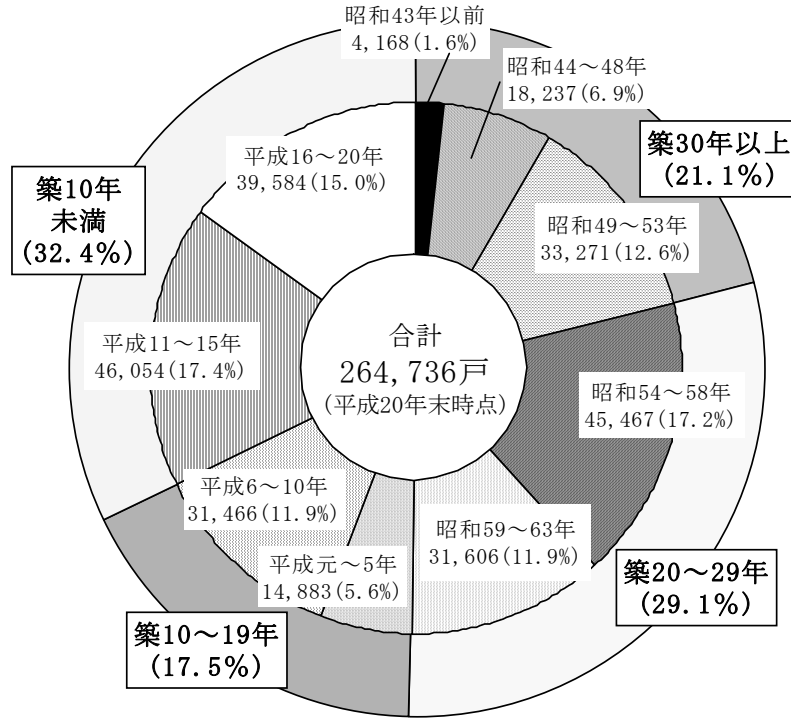 昭和43年以前
4,168(1.6%)
昭和44～48年
18,237(6.9%)
築30年以上
(21.1%)
昭和49～53年
33,271(12.6%)
昭和54～58年
45,467(17.2%)
築20～29年
(29.1%)
昭和59～63年
31,606(11.9%)
平成元～5年
14,883(5.6%)
築10～19年
(17.5%)
平成6～10年
31,466(11.9%)
平成11～15年
46,054(17.4%)
築10年
未満
(32.4%)
平成16～20年
39,584(15.0%)
合計
264,736戸
(平成20年末時点)